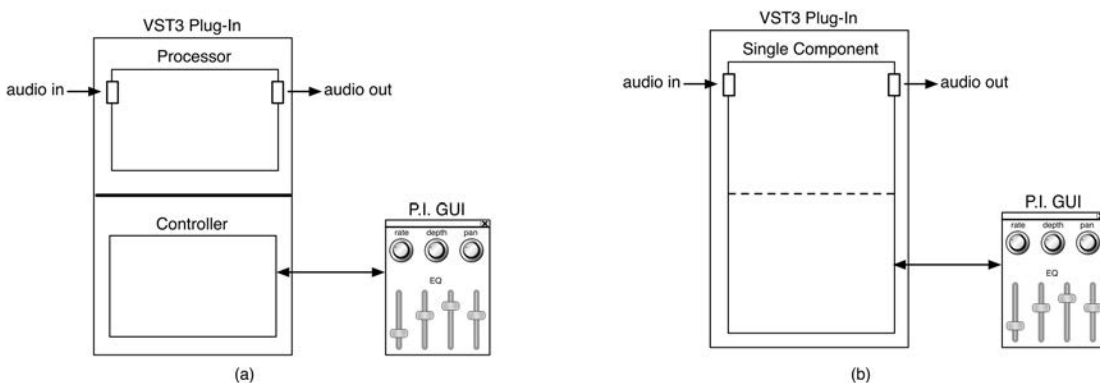 VST3 Plug-In
Processor
audio in
audio out
Controller
P.I. GUI
rate depth pan
EQ
(a)
VST3 Plug-In
Single Component
audio in
audio out
P.I. GUI
rate depth pan
EQ
(b)